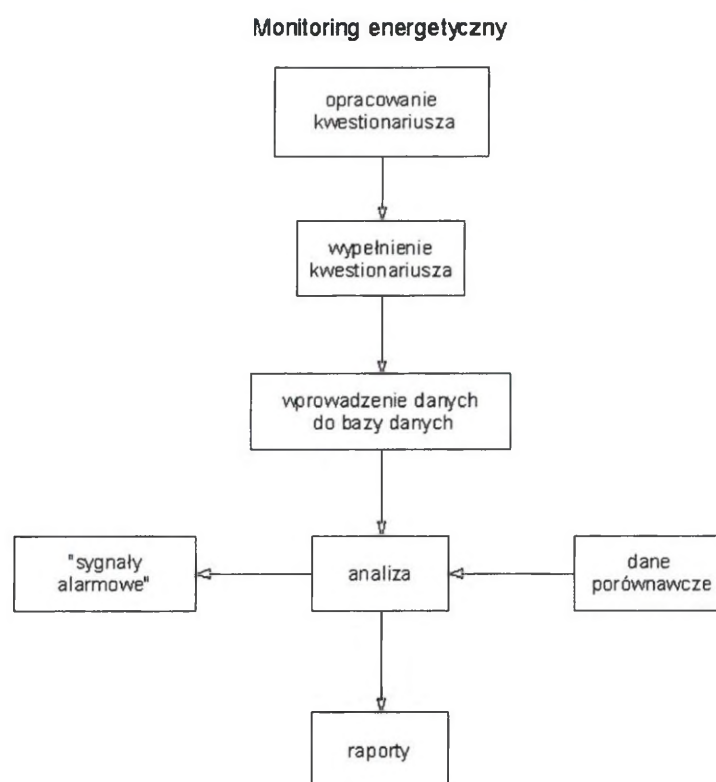 Monitoring energetyczny
opracowanie
kwestionariusza
wypełnienie
kwestionariusza
wprowadzenie danych
do bazy danych
"sygnały
alarmowe"
analiza
dane
porównawcze
raporty